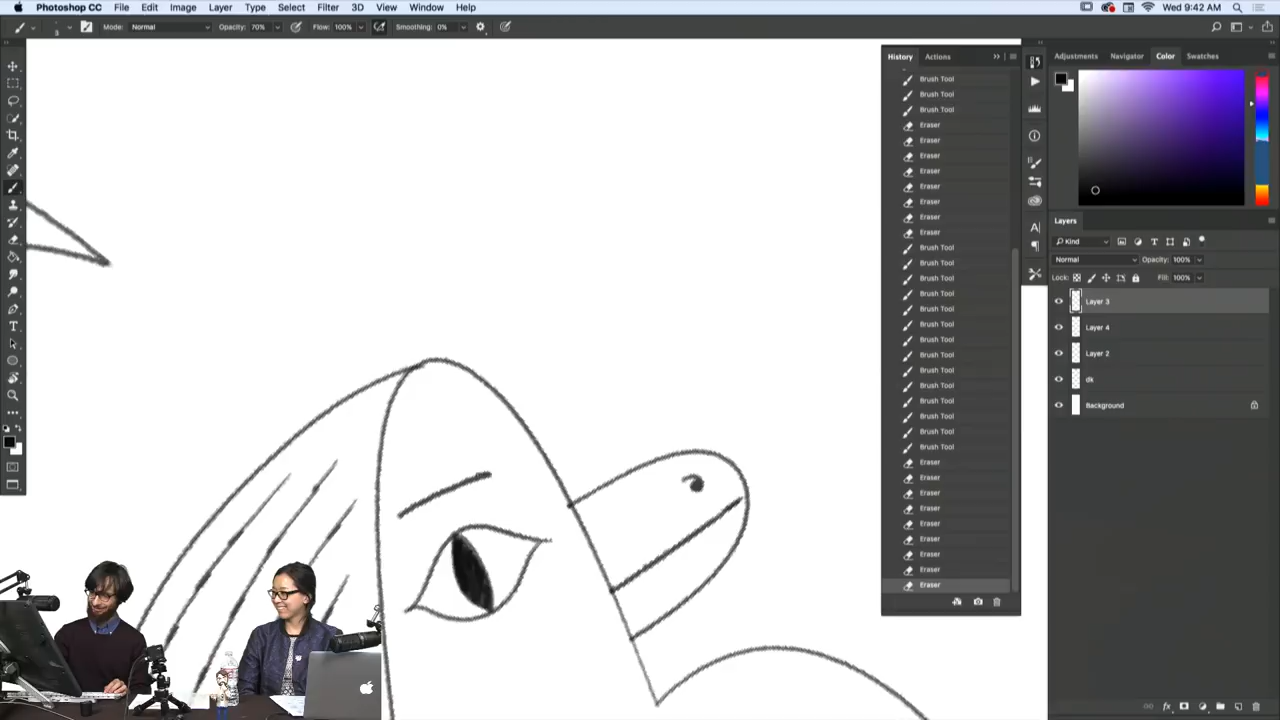 Photoshop CC File Edit Image Layer Type Select Filter 3D View Window Help Wed 9:42 AM
Mode: Normal Opacity: 70% Flow: 100% Smoothing: 0%
3
History Actions
Brush Tool
Brush Tool
Brush Tool
Eraser
Eraser
Eraser
Eraser
Eraser
Eraser
Eraser
Eraser
Brush Tool
Brush Tool
Brush Tool
Brush Tool
Brush Tool
Brush Tool
Brush Tool
Brush Tool
Brush Tool
Brush Tool
Brush Tool
Brush Tool
Brush Tool
Brush Tool
Eraser
Eraser
Eraser
Eraser
Eraser
Eraser
Eraser
Eraser
Eraser
Adjustments Navigator Color Swatches
Layers
Kind
Normal Opacity: 100%
Lock: Fill: 100%
Layer 3
Layer 4
Layer 2
dk
Background